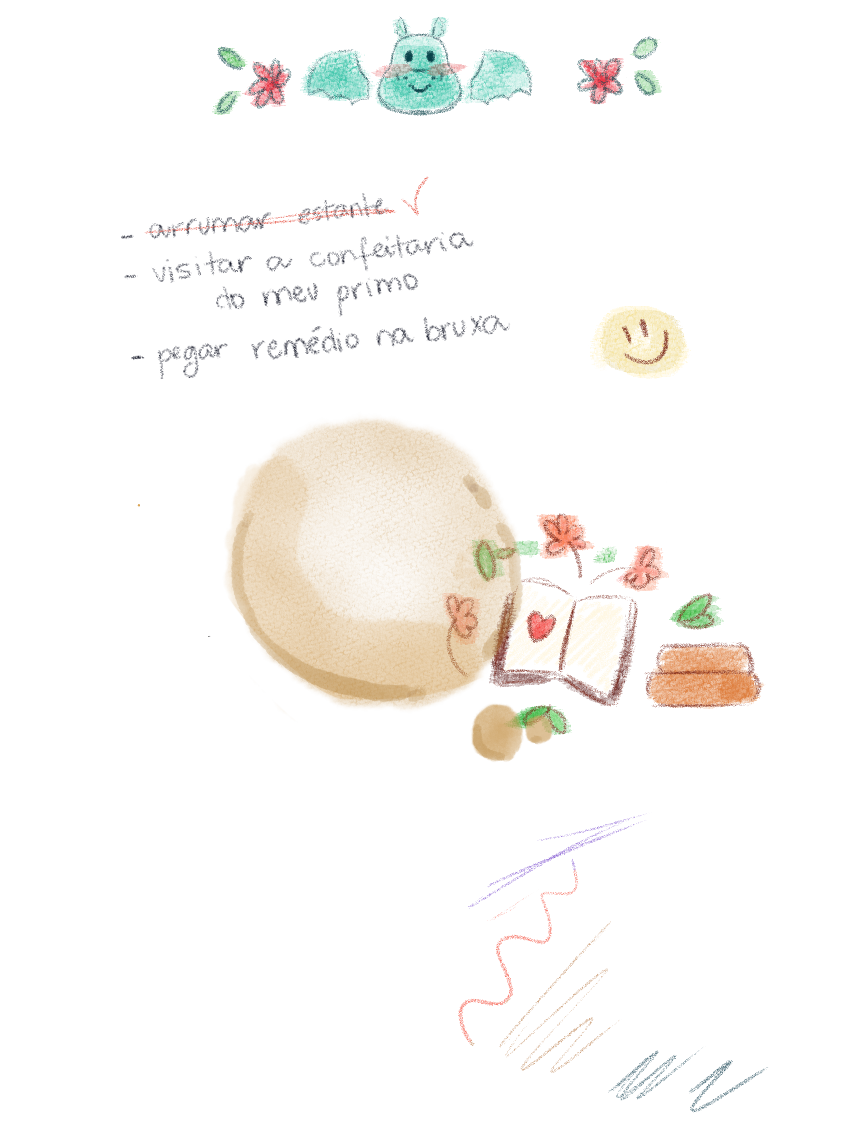 - arrumar estante
- visitar a confeitaria
do meu primo
- pegar remédio na bruxa